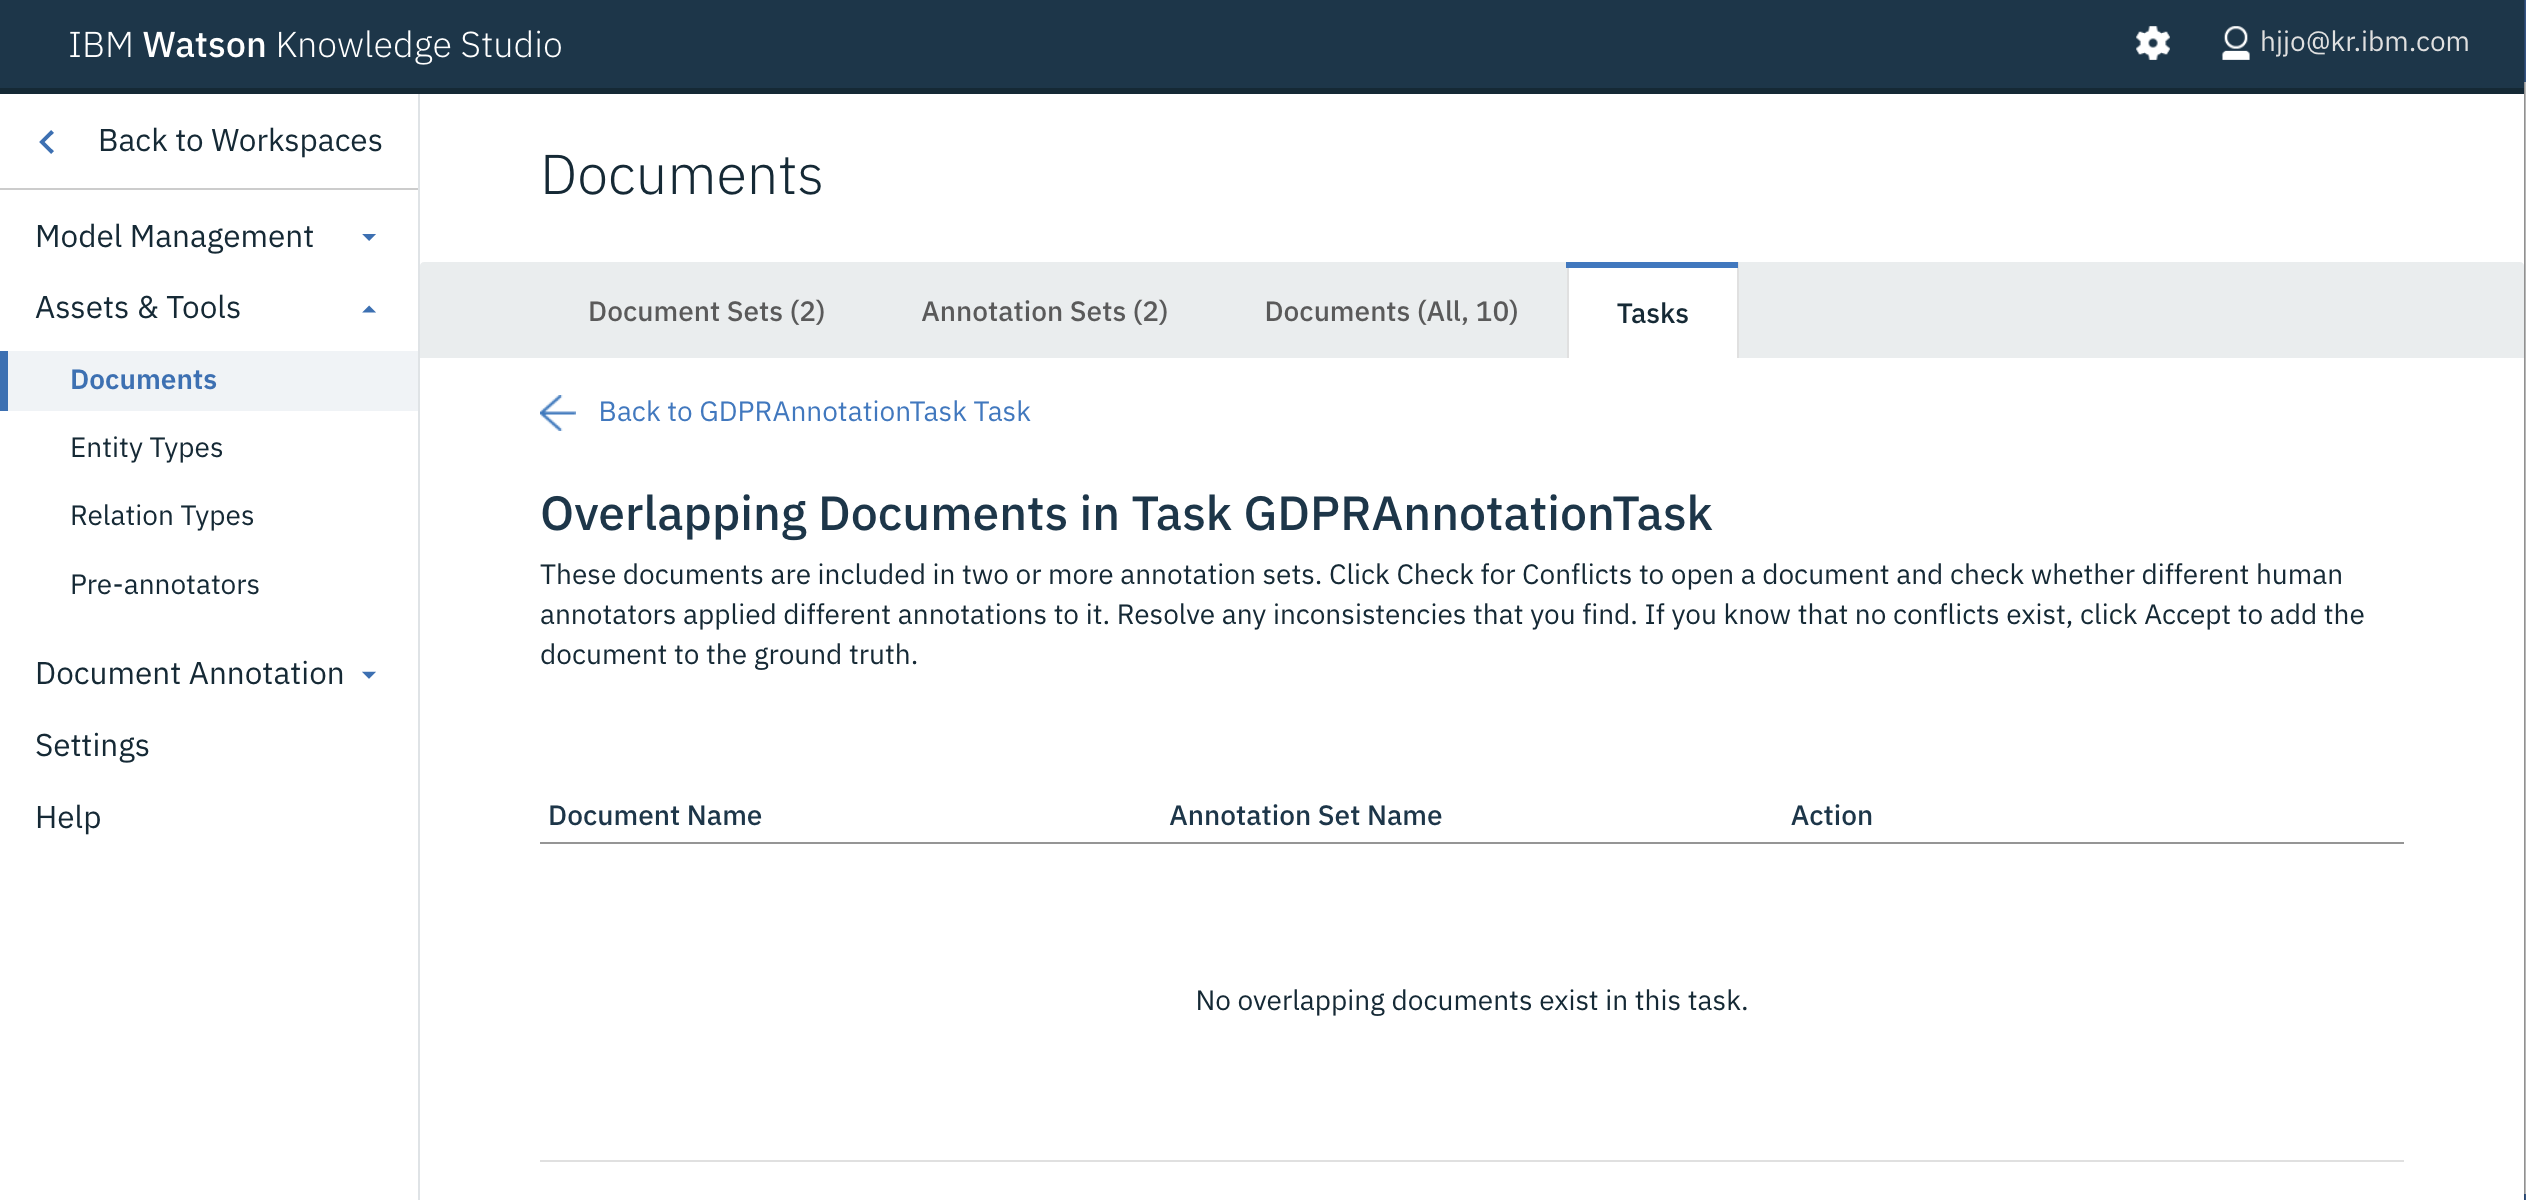 IBM Watson Knowledge Studio
hjjo@kr.ibm.com
Back to Workspaces
Model Management
Assets & Tools
Documents
Entity Types
Relation Types
Pre-annotators
Document Annotation
Settings
Help
Documents
Document Sets (2)
Annotation Sets (2)
Documents (All, 10)
Tasks
Back to GDPRAnnotationTask Task
Overlapping Documents in Task GDPRAnnotationTask
These documents are included in two or more annotation sets. Click Check for Conflicts to open a document and check whether different human
annotators applied different annotations to it. Resolve any inconsistencies that you find. If you know that no conflicts exist, click Accept to add the
document to the ground truth.
Document Name
Annotation Set Name
Action
No overlapping documents exist in this task.